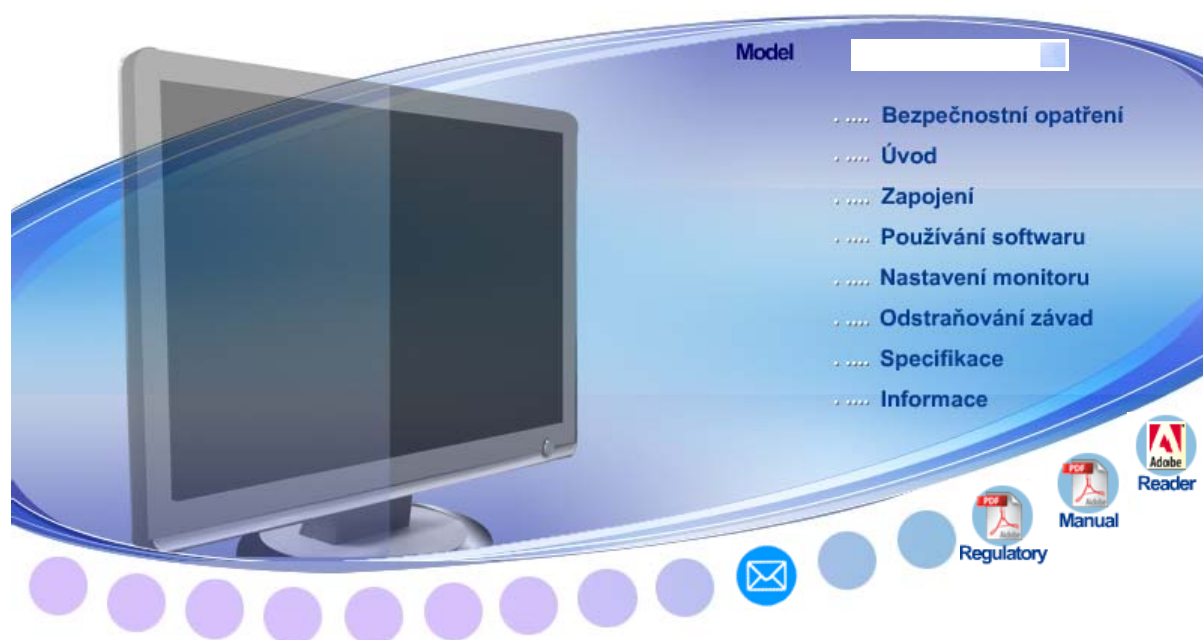 Model
Bezpečnostní opatření
Úvod
Zapojení
Používání softwaru
Nastavení monitoru
Odstraňování závad
Specifikace
Informace
Adobe
Reader
PDF
Adobe
Manual
PDF
Adobe
Regulatory